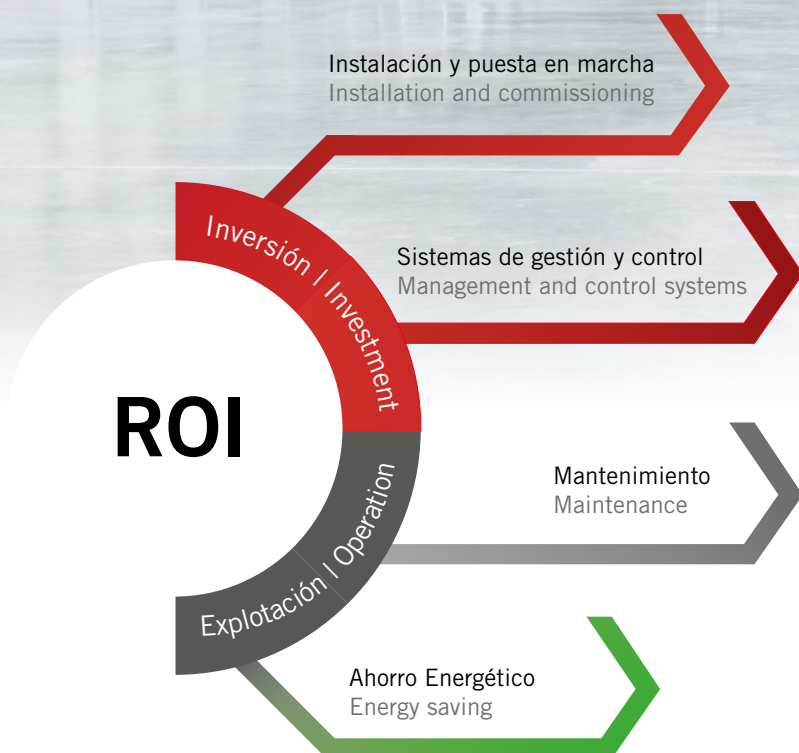 Instalación y puesta en marcha
Installation and commissioning
Inversión | Investment
Sistemas de gestión y control
Management and control systems
ROI
Mantenimiento
Maintenance
Explotación | Operation
Ahorro Energético
Energy saving